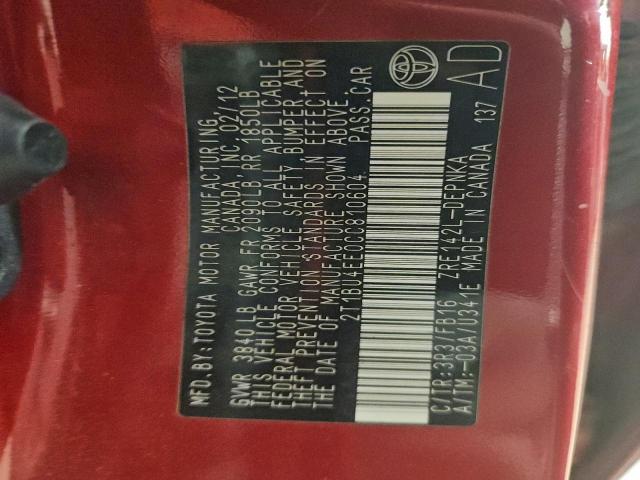 MFD.BY:TOYOTA MOTOR MANUFACTURING
CANADA, INC. 02/12
GVWR 3840 LB GAWR FR 2090LB RR 1850LB
THIS VEHICLE CONFORMS TO ALL APPLICABLE
FEDERAL MOTOR VEHICLE SAFETY, BUMPER, AND
THEFT PREVENTION STANDARDS IN EFFECT ON
THE DATE OF MANUFACTURE SHOWN ABOVE.
2T1BU4EE0CC810604 PASS.CAR
C/TR:3R3/FB16 ZRE142L-DEPNKA
A/TM:-03A/U341E MADE IN CANADA 137
AD